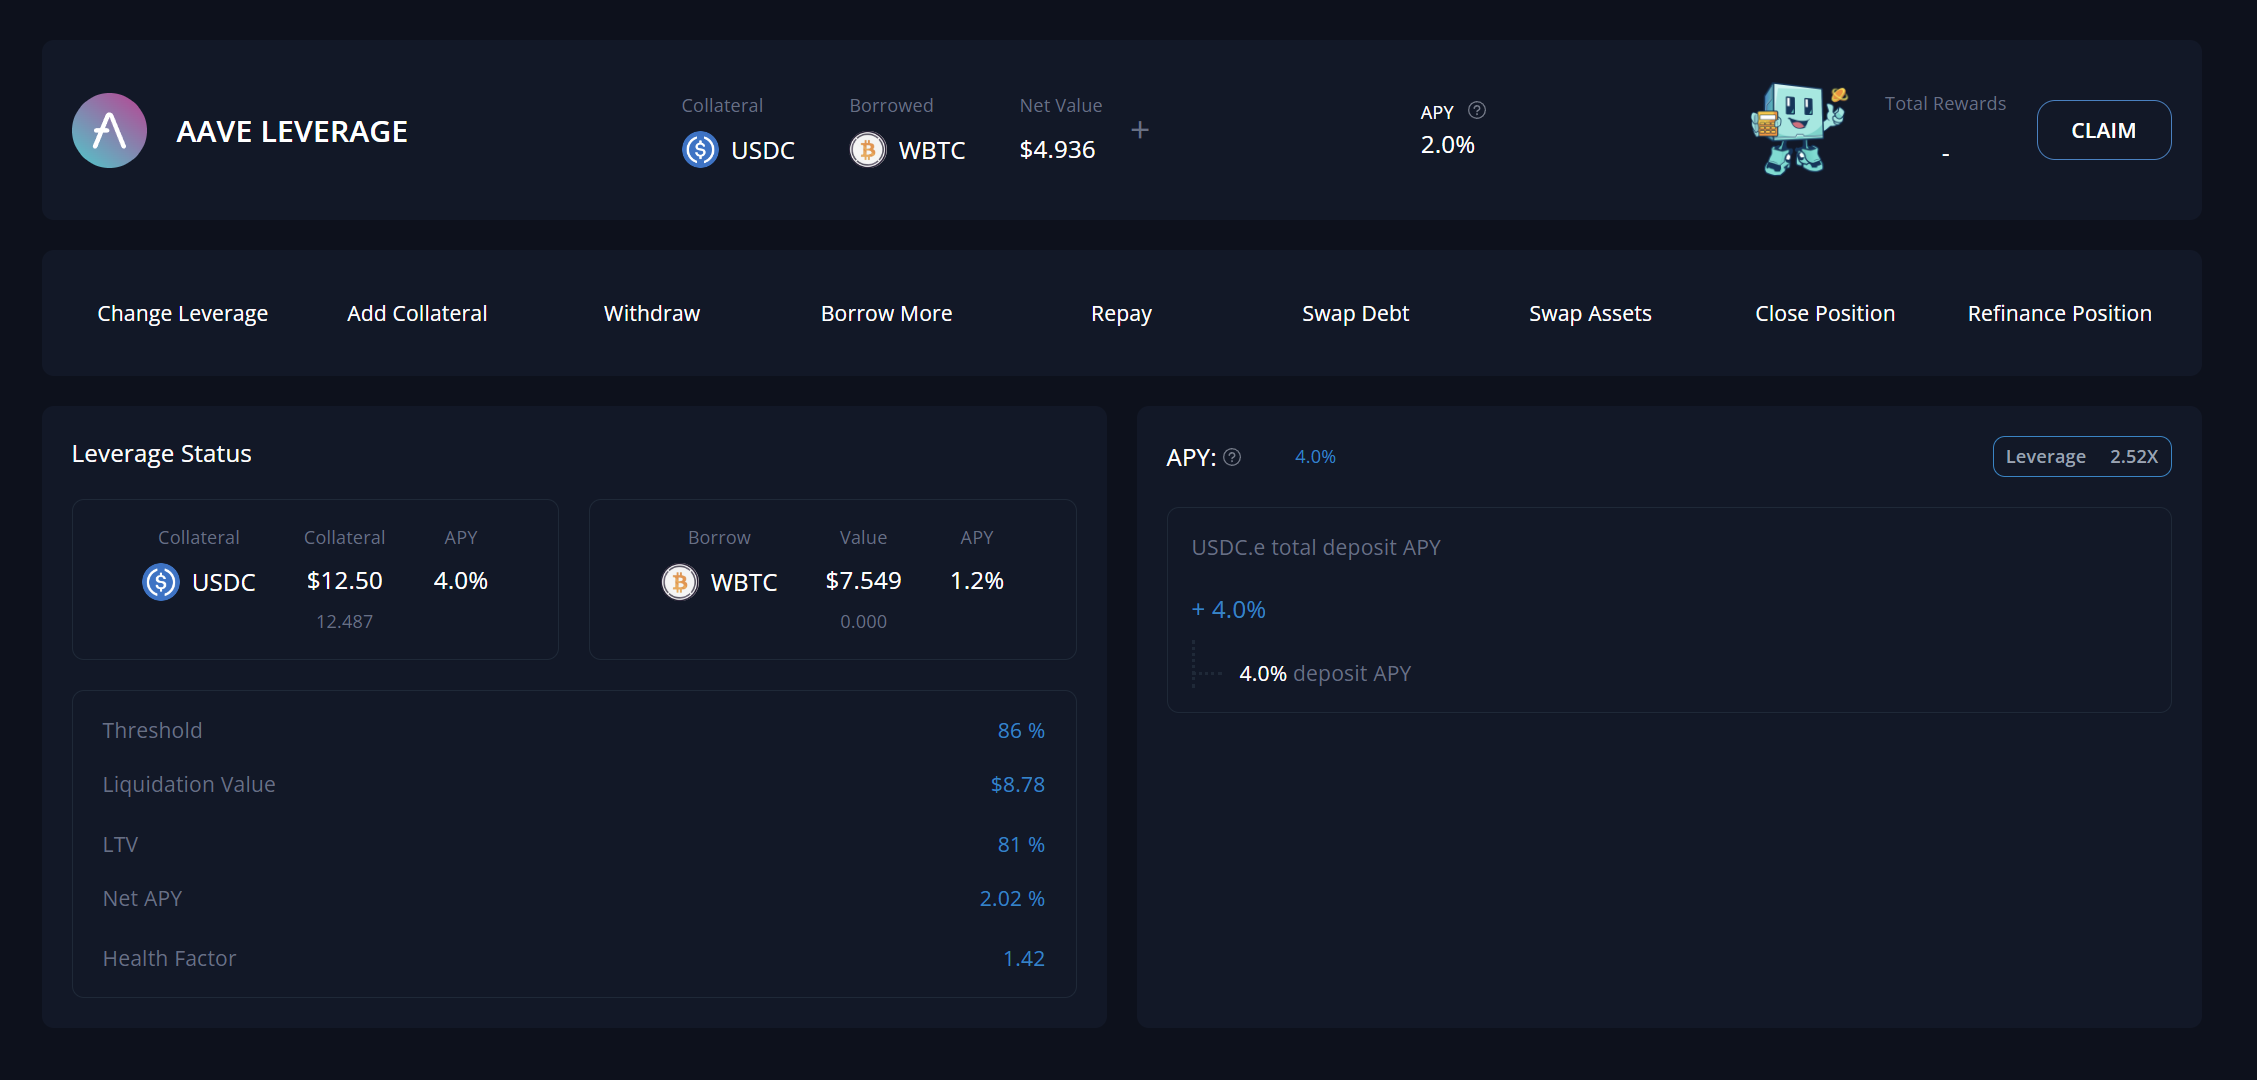 AAVE LEVERAGE
Collateral Borrowed Net Value
USDC WBTC $4.936 +
APY
2.0%
Total Rewards
-
CLAIM
Change Leverage Add Collateral Withdraw Borrow More Repay Swap Debt Swap Assets Close Position Refinance Position
Leverage Status
Collateral Collateral APY
USDC $12.50 4.0%
12.487
Borrow Value APY
WBTC $7.549 1.2%
0.000
Threshold 86 %
Liquidation Value $8.78
LTV 81 %
Net APY 2.02 %
Health Factor 1.42
APY: 4.0%
Leverage 2.52X
USDC.e total deposit APY
+ 4.0%
4.0% deposit APY